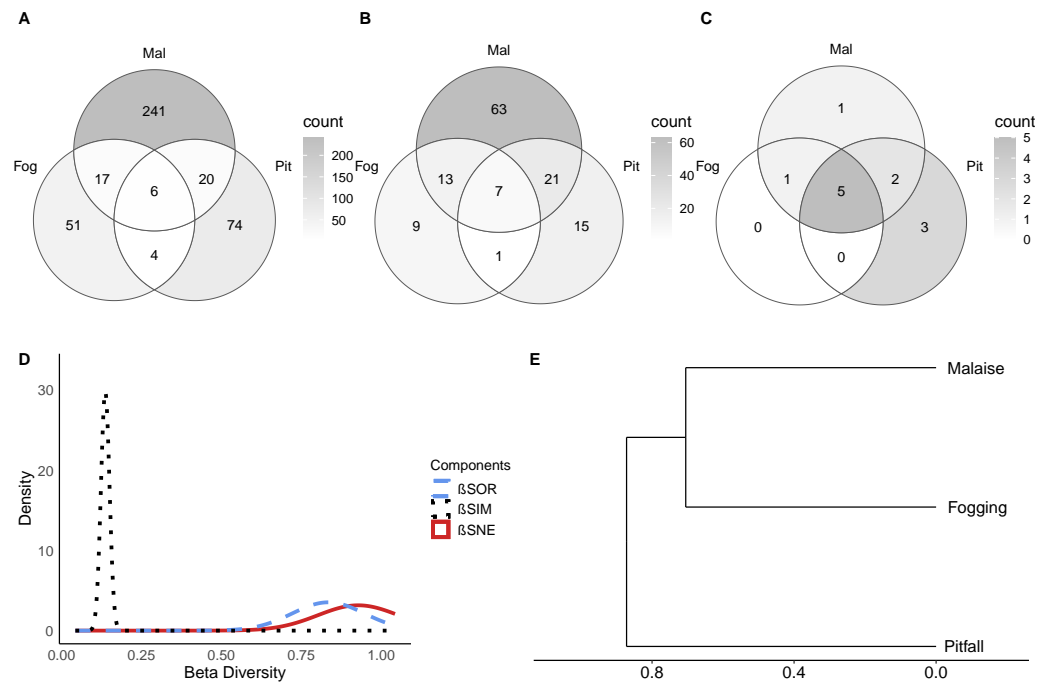 A
Mal
241
Fog
Pit
17
6
20
51
74
4
count
200
150
100
50
B
Mal
63
Fog
Pit
13
7
21
9
15
1
count
60
40
20
C
Mal
1
Fog
Pit
1
5
2
0
3
0
count
5
4
3
2
1
0
D
Density
30
20
10
0
0.00 0.25 0.50 0.75 1.00
Beta Diversity
Components
ßSOR
ßSIM
ßSNE
E
Malaise
Fogging
Pitfall
0.8 0.4 0.0